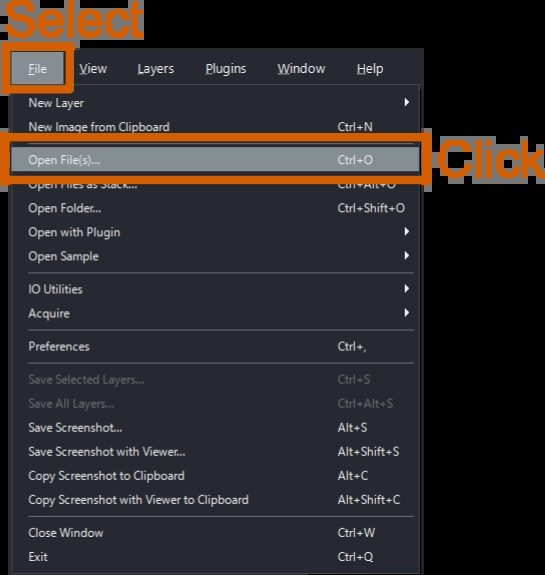 Select
File View Layers Plugins Window Help
New Layer
New Image from Clipboard Ctrl+N
Open File(s)... Ctrl+O
Click
Open Files as Stack... Ctrl+Alt+O
Open Folder... Ctrl+Shift+O
Open with Plugin
Open Sample
IO Utilities
Acquire
Preferences Ctrl+,
Save Selected Layers... Ctrl+S
Save All Layers... Ctrl+Alt+S
Save Screenshot... Alt+S
Save Screenshot with Viewer... Alt+Shift+S
Copy Screenshot to Clipboard Alt+C
Copy Screenshot with Viewer to Clipboard Alt+Shift+C
Close Window Ctrl+W
Exit Ctrl+Q